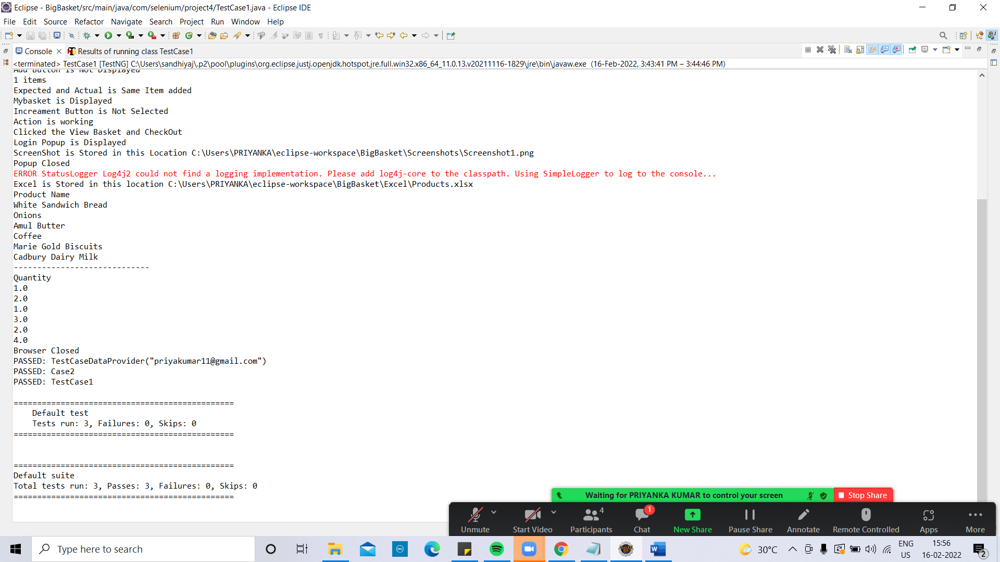 Eclipse - BigBasket/src/main/java/com/selenium/project4/TestCase1.java - Eclipse IDE
File Edit Source Refactor Navigate Search Project Run Window Help
Console Results of running class TestCase1
<terminated> TestCase1 [TestNG] C:\Users\sandhiyaj\.p2\pool\plugins\org.eclipse.justj.openjdk.hotspot.jre.full.win32.x86_64_11.0.13.v20211116-1829\jre\bin\javaw.exe (16-Feb-2022, 3:43:41 PM – 3:44:46 PM)
Add Button is Not Displayed
1 items
Expected and Actual is Same Item added
Mybasket is Displayed
Increament Button is Not Selected
Action is working
Clicked the View Basket and CheckOut
Login Popup is Displayed
ScreenShot is Stored in this Location C:\Users\PRIYANKA\eclipse-workspace\BigBasket\Screenshots\Screenshot1.png
Popup Closed
ERROR StatusLogger Log4j2 could not find a logging implementation. Please add log4j-core to the classpath. Using SimpleLogger to log to the console...
Excel is Stored in this location C:\Users\PRIYANKA\eclipse-workspace\BigBasket\Excel\Products.xlsx
Product Name
White Sandwich Bread
Onions
Amul Butter
Coffee
Marie Gold Biscuits
Cadbury Dairy Milk
-----------------------------
Quantity
1.0
2.0
1.0
3.0
2.0
4.0
Browser Closed
PASSED: TestCaseDataProvider("priyakumar11@gmail.com")
PASSED: Case2
PASSED: TestCase1
===============================================
Default test
Tests run: 3, Failures: 0, Skips: 0
===============================================
===============================================
Default suite
Total tests run: 3, Passes: 3, Failures: 0, Skips: 0
===============================================
Waiting for PRIYANKA KUMAR to control your screen Stop Share
4 1
Unmute Start Video Participants Chat New Share Pause Share Annotate Remote Controlled Apps More
Type here to search
30°C
ENG
US
15:56
16-02-2022
2